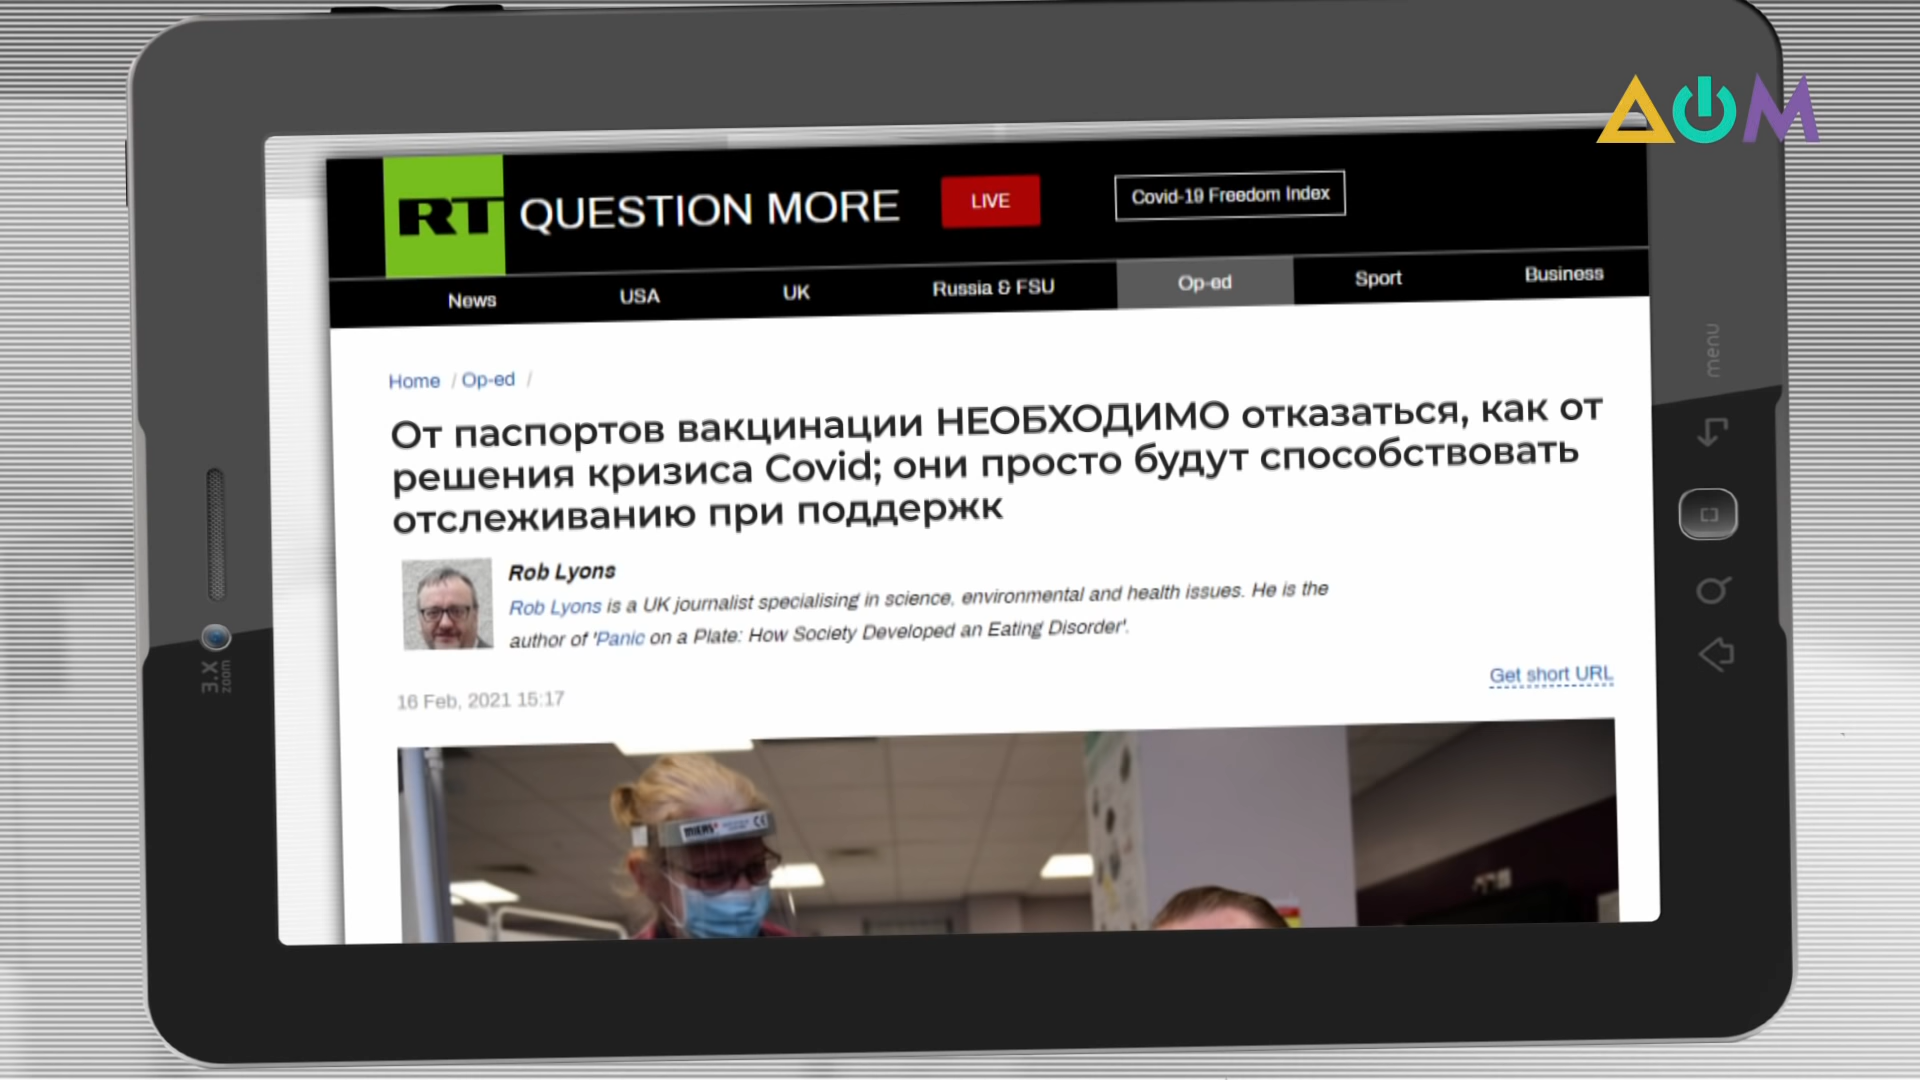 ДОМ
RT QUESTION MORE LIVE Covid-19 Freedom Index
News USA UK Russia & FSU Op-ed Sport Business
Home / Op-ed /
От паспортов вакцинации НЕОБХОДИМО отказаться, как от
решения кризиса Covid; они просто будут способствовать
отслеживанию при поддержк
Rob Lyons
Rob Lyons is a UK journalist specialising in science, environmental and health issues. He is the
author of 'Panic on a Plate: How Society Developed an Eating Disorder'.
Get short URL
16 Feb, 2021 15:17
menu
3.X
zoom